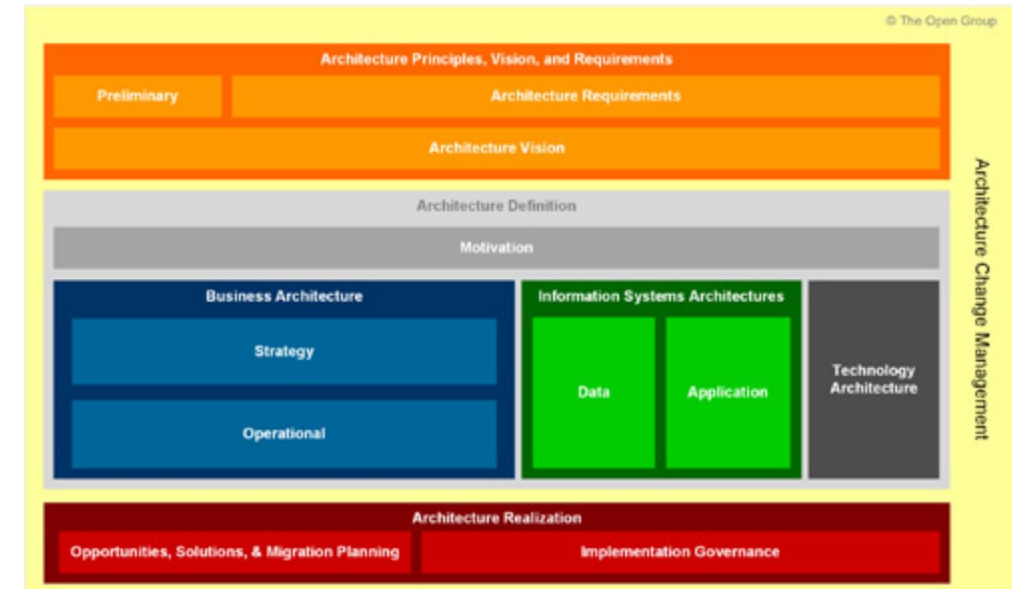 © The Open Group
Architecture Principles, Vision, and Requirements
Preliminary
Architecture Requirements
Architecture Vision
Architecture Definition
Motivation
Business Architecture
Strategy
Operational
Information Systems Architectures
Data
Application
Technology
Architecture
Architecture Change Management
Architecture Realization
Opportunities, Solutions, & Migration Planning
Implementation Governance